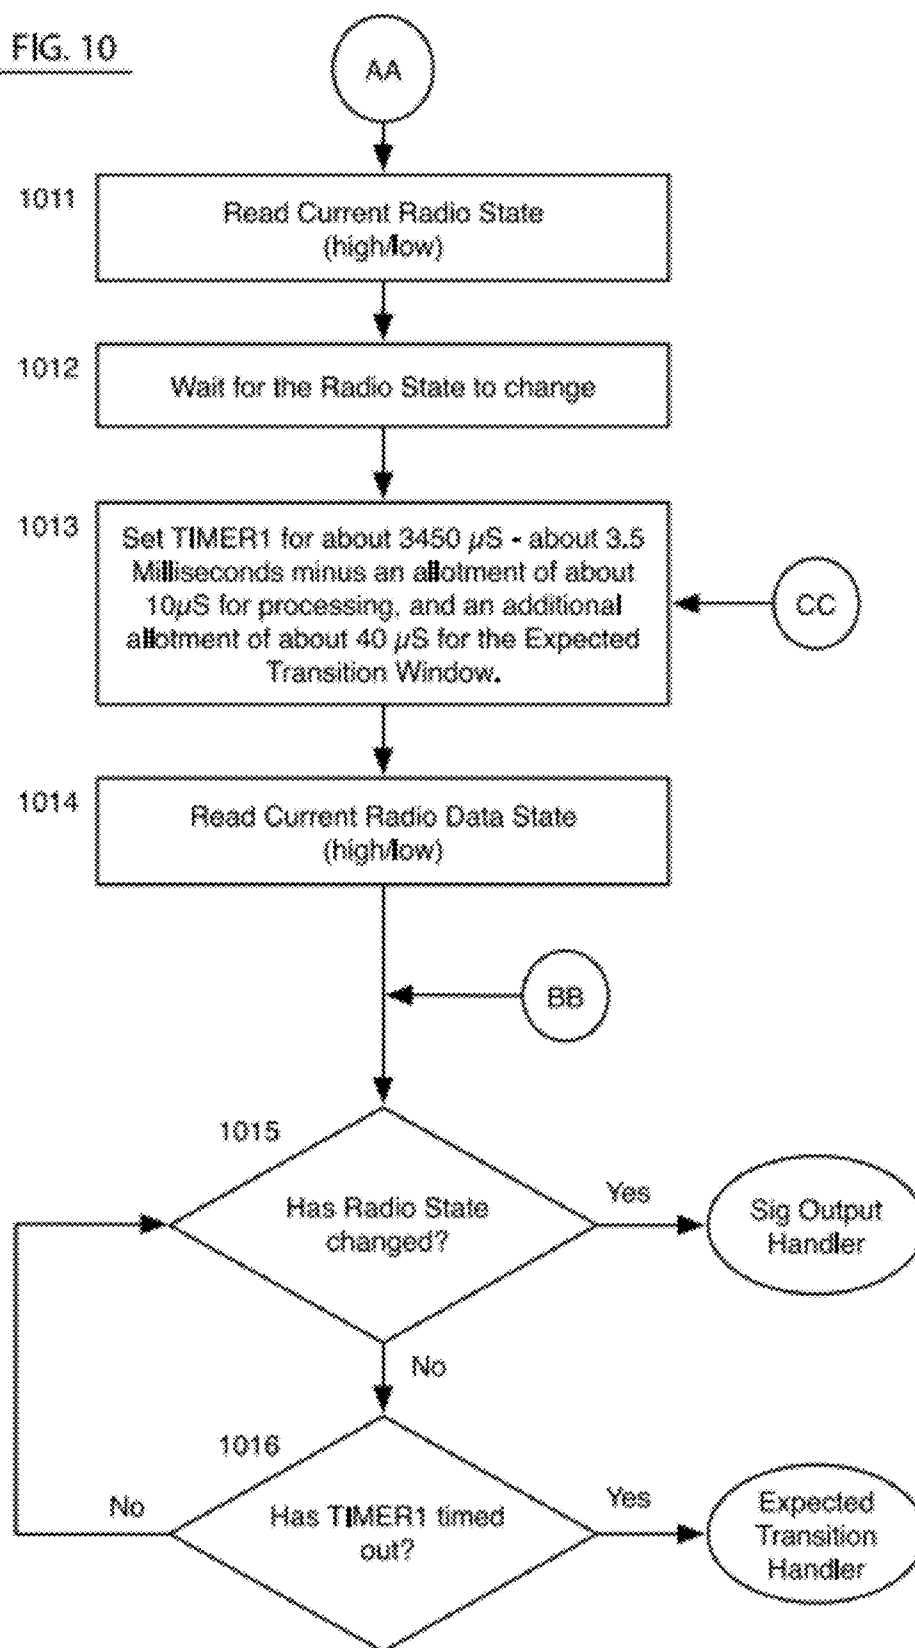 FIG. 10
AA
1011
Read Current Radio State
(high/low)
1012
Wait for the Radio State to change
1013
Set TIMER1 for about 3450 µS - about 3.5
Milliseconds minus an allotment of about
10µS for processing, and an additional
allotment of about 40 µS for the Expected
Transition Window.
CC
1014
Read Current Radio Data State
(high/low)
BB
1015
Has Radio State
changed?
Yes
Sig Output
Handler
No
1016
Has TIMER1 timed
out?
No
Yes
Expected
Transition
Handler